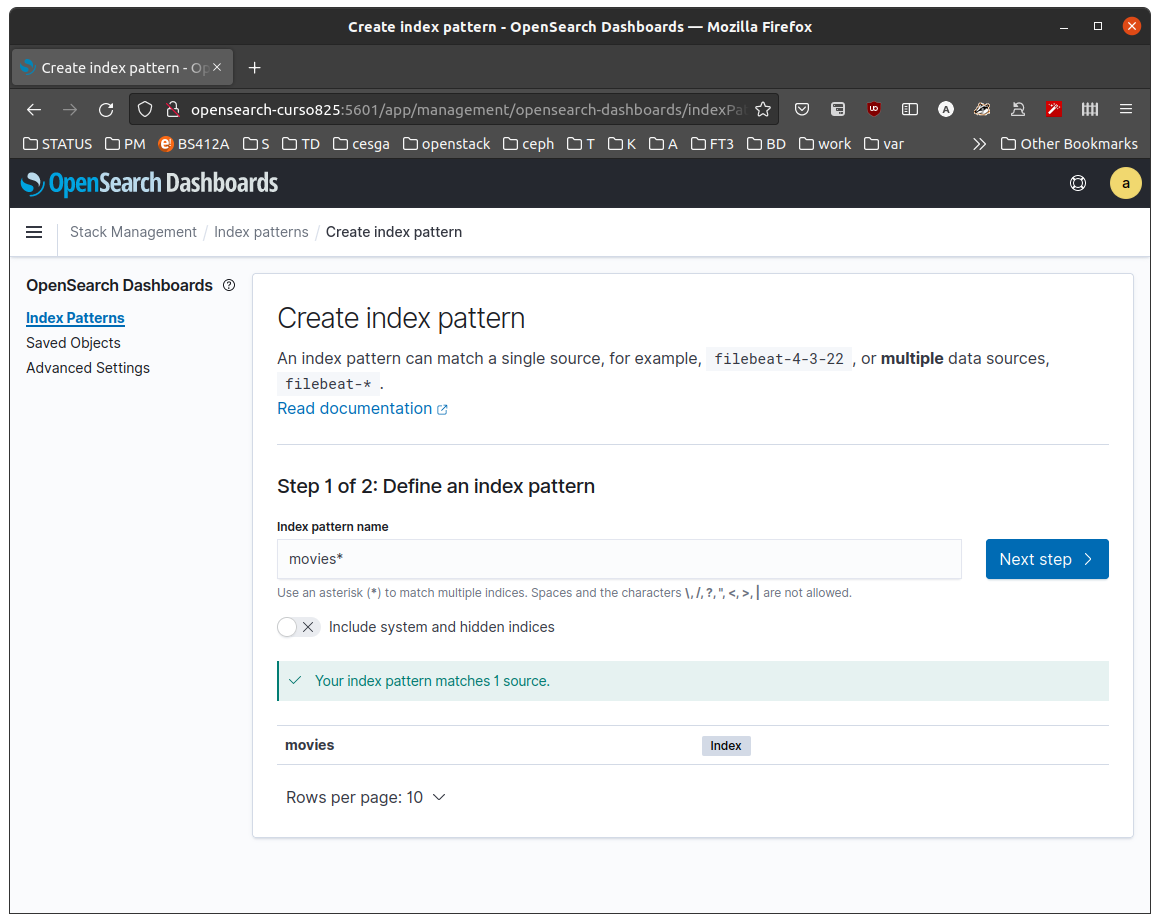 Create index pattern - OpenSearch Dashboards — Mozilla Firefox
Create index pattern - Op
opensearch-curso825:5601/app/management/opensearch-dashboards/indexPa
STATUS PM BS412A S TD cesga openstack ceph T K A FT3 BD work var Other Bookmarks
OpenSearch Dashboards
a
Stack Management / Index patterns / Create index pattern
OpenSearch Dashboards
Index Patterns
Saved Objects
Advanced Settings
Create index pattern
An index pattern can match a single source, for example, filebeat-4-3-22 , or multiple data sources,
filebeat-* .
Read documentation
Step 1 of 2: Define an index pattern
Index pattern name
movies*
Next step
Use an asterisk (*) to match multiple indices. Spaces and the characters \, /, ?, ", <, >, | are not allowed.
Include system and hidden indices
Your index pattern matches 1 source.
movies Index
Rows per page: 10